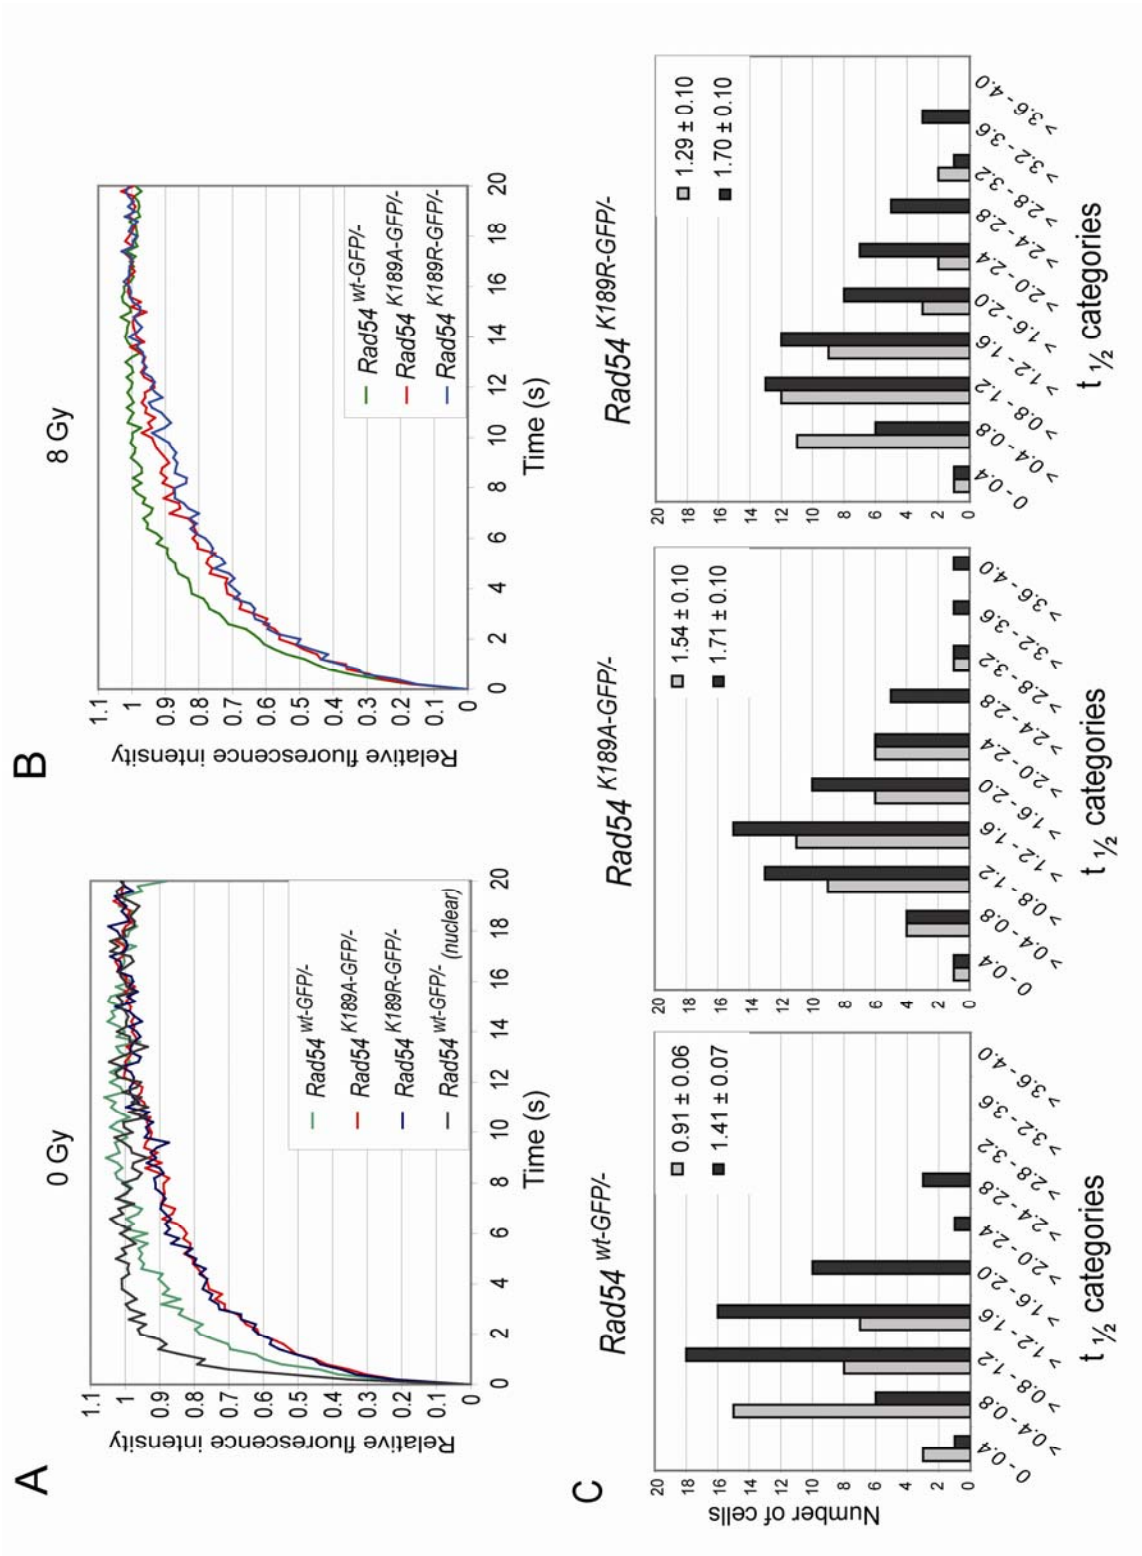 A
0 Gy
Relative fluorescence intensity
1.1
1
0.9
0.8
0.7
0.6
0.5
0.4
0.3
0.2
0.1
0
0 2 4 6 8 10 12 14 16 18 20
Time (s)
Rad54 wt-GFP/-
Rad54 K189A-GFP/-
Rad54 K189R-GFP/-
Rad54 wt-GFP/- (nuclear)
B
8 Gy
Relative fluorescence intensity
1.1
1
0.9
0.8
0.7
0.6
0.5
0.4
0.3
0.2
0.1
0
0 2 4 6 8 10 12 14 16 18 20
Time (s)
Rad54 wt-GFP/-
Rad54 K189A-GFP/-
Rad54 K189R-GFP/-
C
Rad54 wt-GFP/-
Number of cells
20
18
16
14
12
10
8
6
4
2
0
0.91 ± 0.06
1.41 ± 0.07
0 - 0.4
> 0.4 - 0.8
> 0.8 - 1.2
> 1.2 - 1.6
> 1.6 - 2.0
> 2.0 - 2.4
> 2.4 - 2.8
> 2.8 - 3.2
> 3.2 - 3.6
> 3.6 - 4.0
t ½ categories
Rad54 K189A-GFP/-
20
18
16
14
12
10
8
6
4
2
0
1.54 ± 0.10
1.71 ± 0.10
0 - 0.4
> 0.4 - 0.8
> 0.8 - 1.2
> 1.2 - 1.6
> 1.6 - 2.0
> 2.0 - 2.4
> 2.4 - 2.8
> 2.8 - 3.2
> 3.2 - 3.6
> 3.6 - 4.0
t ½ categories
Rad54 K189R-GFP/-
20
18
16
14
12
10
8
6
4
2
0
1.29 ± 0.10
1.70 ± 0.10
0 - 0.4
> 0.4 - 0.8
> 0.8 - 1.2
> 1.2 - 1.6
> 1.6 - 2.0
> 2.0 - 2.4
> 2.4 - 2.8
> 2.8 - 3.2
> 3.2 - 3.6
> 3.6 - 4.0
t ½ categories